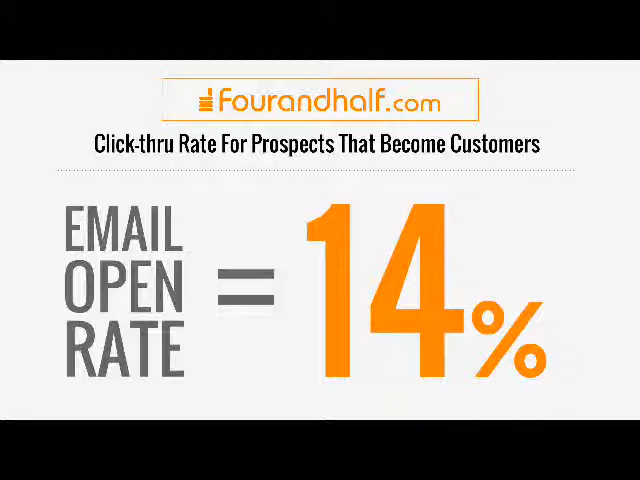 Fourandhalf.com
Click-thru Rate For Prospects That Become Customers
EMAIL
OPEN
RATE
= 14%